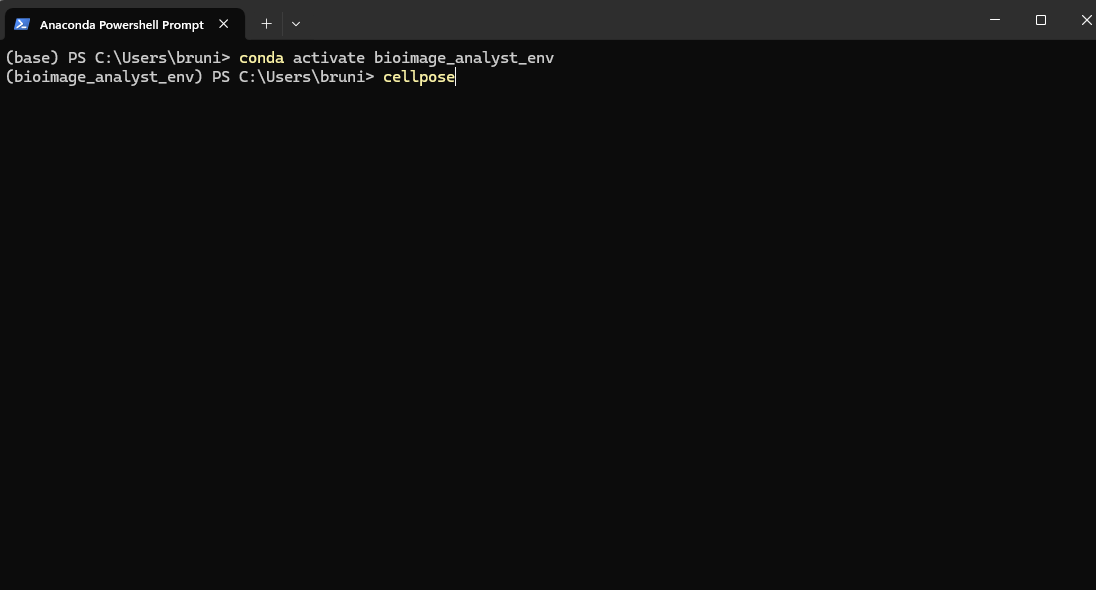 Anaconda Powershell Prompt
(base) PS C:\Users\bruni> conda activate bioimage_analyst_env
(bioimage_analyst_env) PS C:\Users\bruni> cellpose